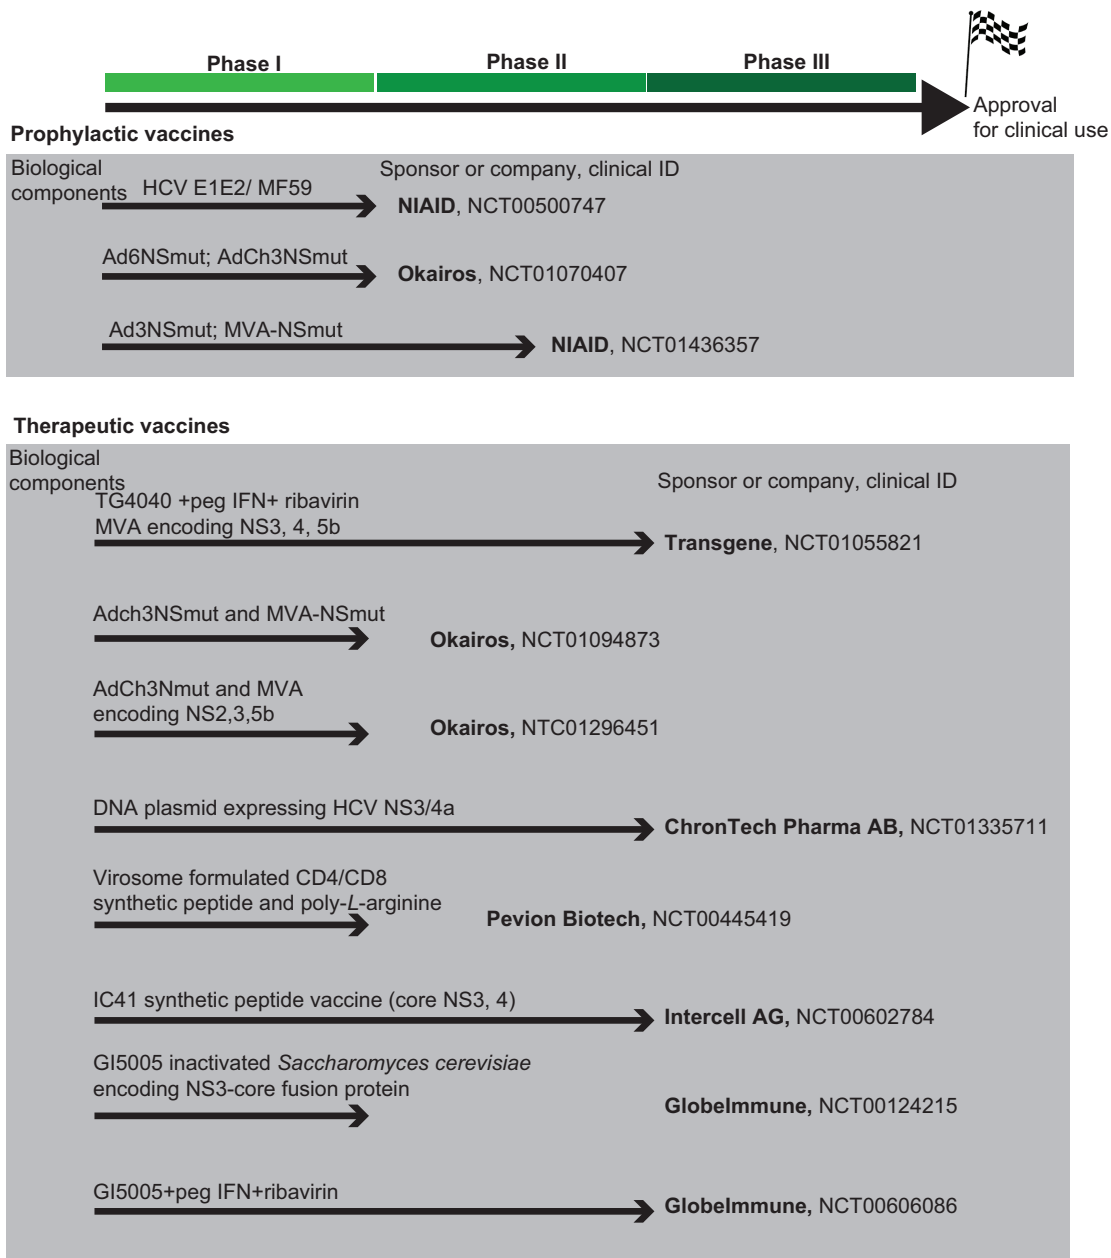 Phase I
Phase II
Phase III
Approval
for clinical use
Prophylactic vaccines
Biological
components
HCV E1E2/ MF59
Sponsor or company, clinical ID
NIAID, NCT00500747
Ad6NSmut; AdCh3NSmut
Okairos, NCT01070407
Ad3NSmut; MVA-NSmut
NIAID, NCT01436357
Therapeutic vaccines
Biological
components
Sponsor or company, clinical ID
TG4040 +peg IFN+ ribavirin
MVA encoding NS3, 4, 5b
Transgene, NCT01055821
Adch3NSmut and MVA-NSmut
Okairos, NCT01094873
AdCh3Nmut and MVA
encoding NS2,3,5b
Okairos, NTC01296451
DNA plasmid expressing HCV NS3/4a
ChronTech Pharma AB, NCT01335711
Virosome formulated CD4/CD8
synthetic peptide and poly-L-arginine
Pevion Biotech, NCT00445419
IC41 synthetic peptide vaccine (core NS3, 4)
Intercell AG, NCT00602784
GI5005 inactivated Saccharomyces cerevisiae
encoding NS3-core fusion protein
GlobeImmune, NCT00124215
GI5005+peg IFN+ribavirin
GlobeImmune, NCT00606086